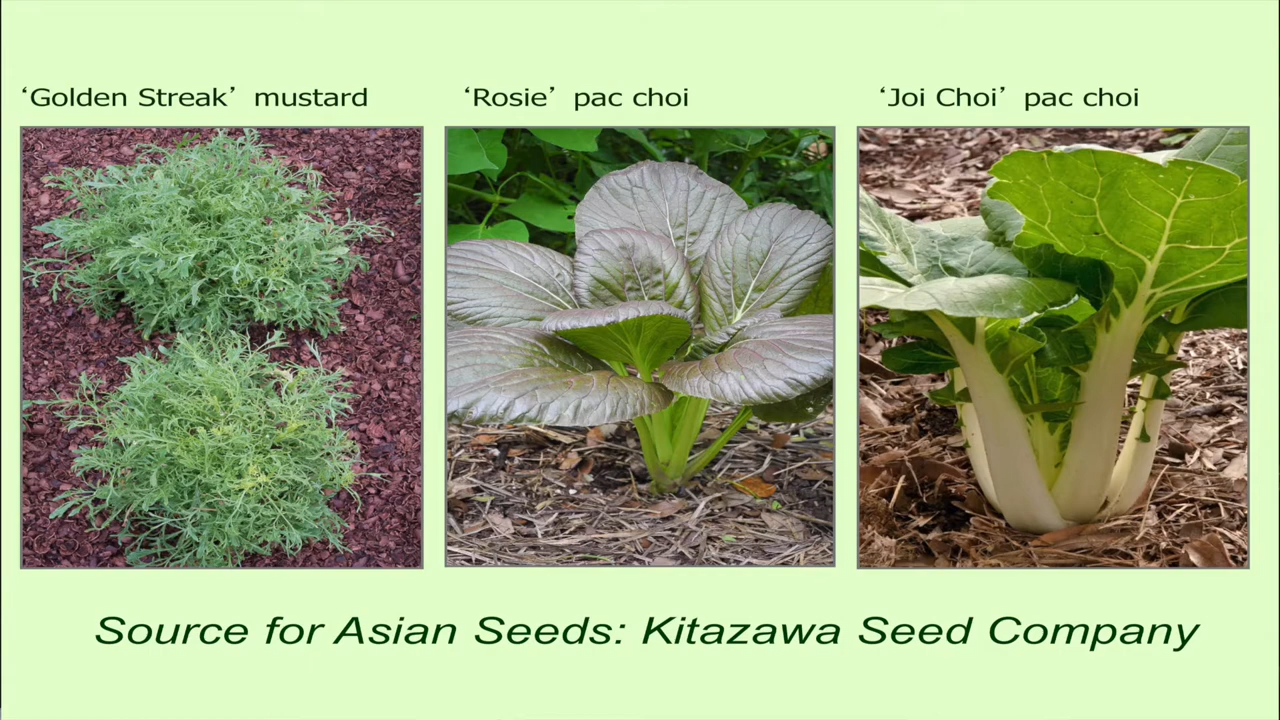 ‘Golden Streak’ mustard
‘Rosie’ pac choi
‘Joi Choi’ pac choi
Source for Asian Seeds: Kitazawa Seed Company